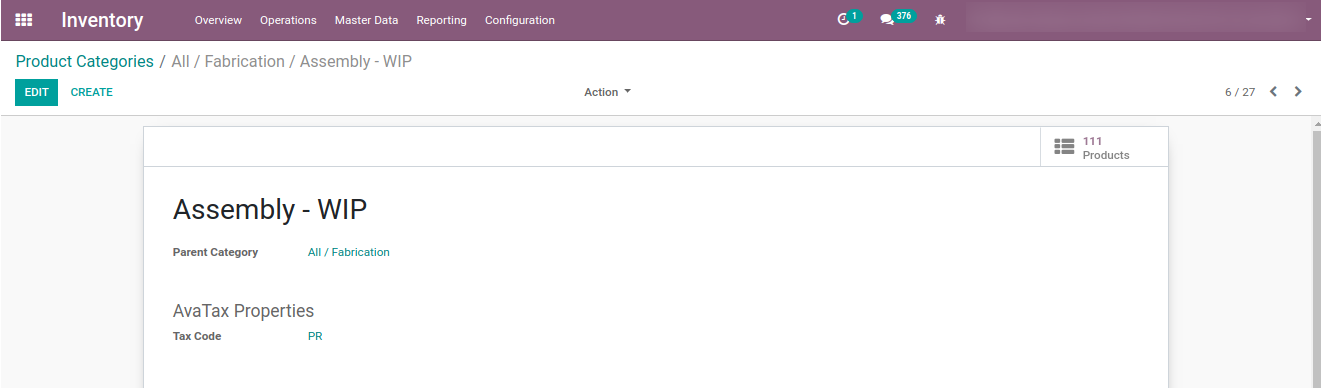 Inventory Overview Operations Master Data Reporting Configuration 1 376
Product Categories / All / Fabrication / Assembly - WIP
EDIT CREATE Action 6 / 27
111
Products
Assembly - WIP
Parent Category All / Fabrication
AvaTax Properties
Tax Code PR